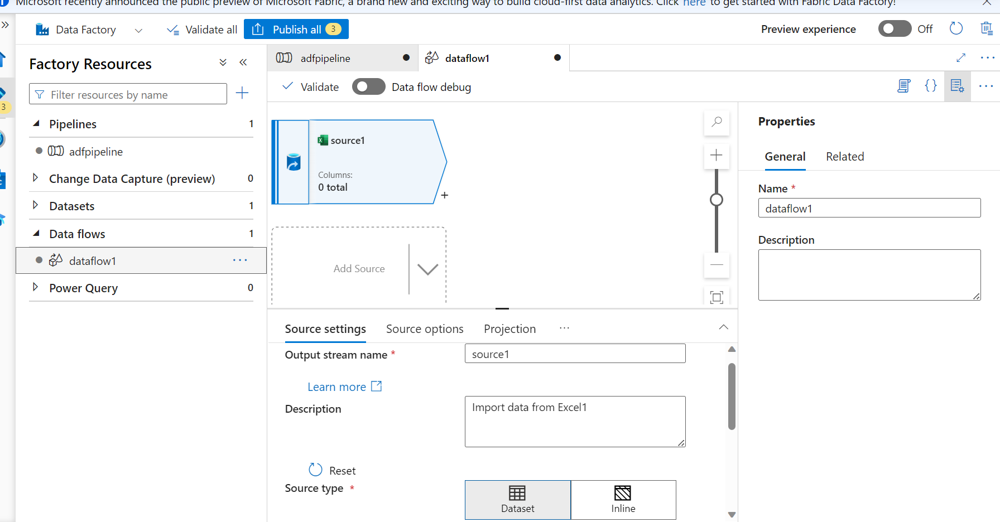 Microsoft recently announced the public preview of Microsoft Fabric, a brand new and exciting way to build cloud-first data analytics. Click here to get started with Fabric Data Factory!
Data Factory
Validate all
Publish all 3
Preview experience
Off
Factory Resources
Filter resources by name
3
Pipelines 1
adfpipeline
Change Data Capture (preview) 0
Datasets 1
Data flows 1
dataflow1
Power Query 0
adfpipeline
dataflow1
Validate
Data flow debug
source1
Columns:
0 total
Add Source
Source settings
Source options
Projection
Output stream name *
source1
Learn more
Description
Import data from Excel1
Reset
Source type *
Dataset
Inline
Properties
General
Related
Name *
dataflow1
Description